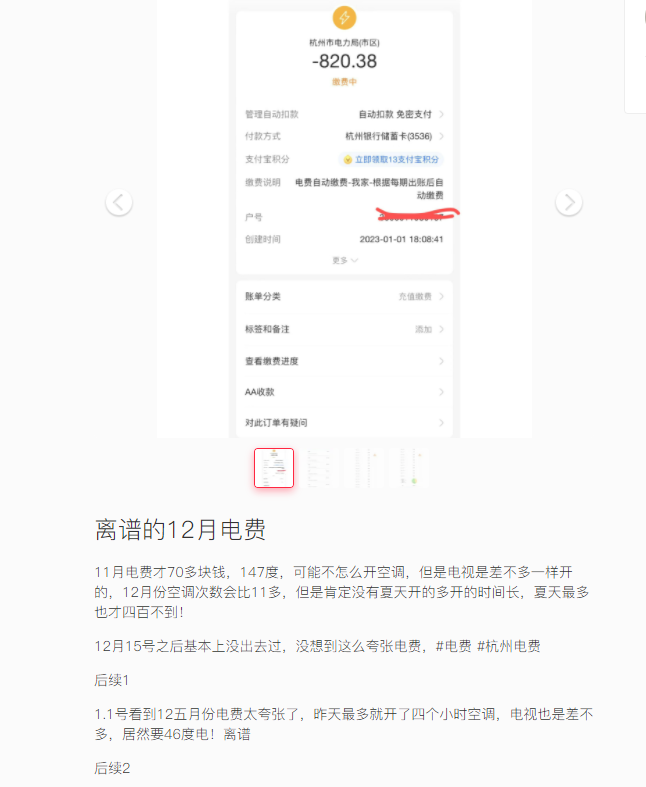 杭州市电力局(市区)
-820.38
缴费中
管理自动扣款 自动扣款 免密支付
付款方式 杭州银行储蓄卡(3536)
支付宝积分 立即领取13支付宝积分
缴费说明 电费自动缴费-我家-根据每期出账后自
动缴费
户号
创建时间 2023-01-01 18:08:41
更多
账单分类 充值缴费
标签和备注 添加
查看缴费进度
AA收款
对此订单有疑问
离谱的12月电费
11月电费才70多块钱，147度，可能不怎么开空调，但是电视是差不多一样开
的，12月份空调次数会比11多，但是肯定没有夏天开的多开的时间长，夏天最多
也才四百不到！
12月15号之后基本上没出去过，没想到这么夸张电费，#电费 #杭州电费
后续1
1.1号看到12五月份电费太夸张了，昨天最多就开了四个小时空调，电视也是差不
多，居然要46度电！离谱
后续2